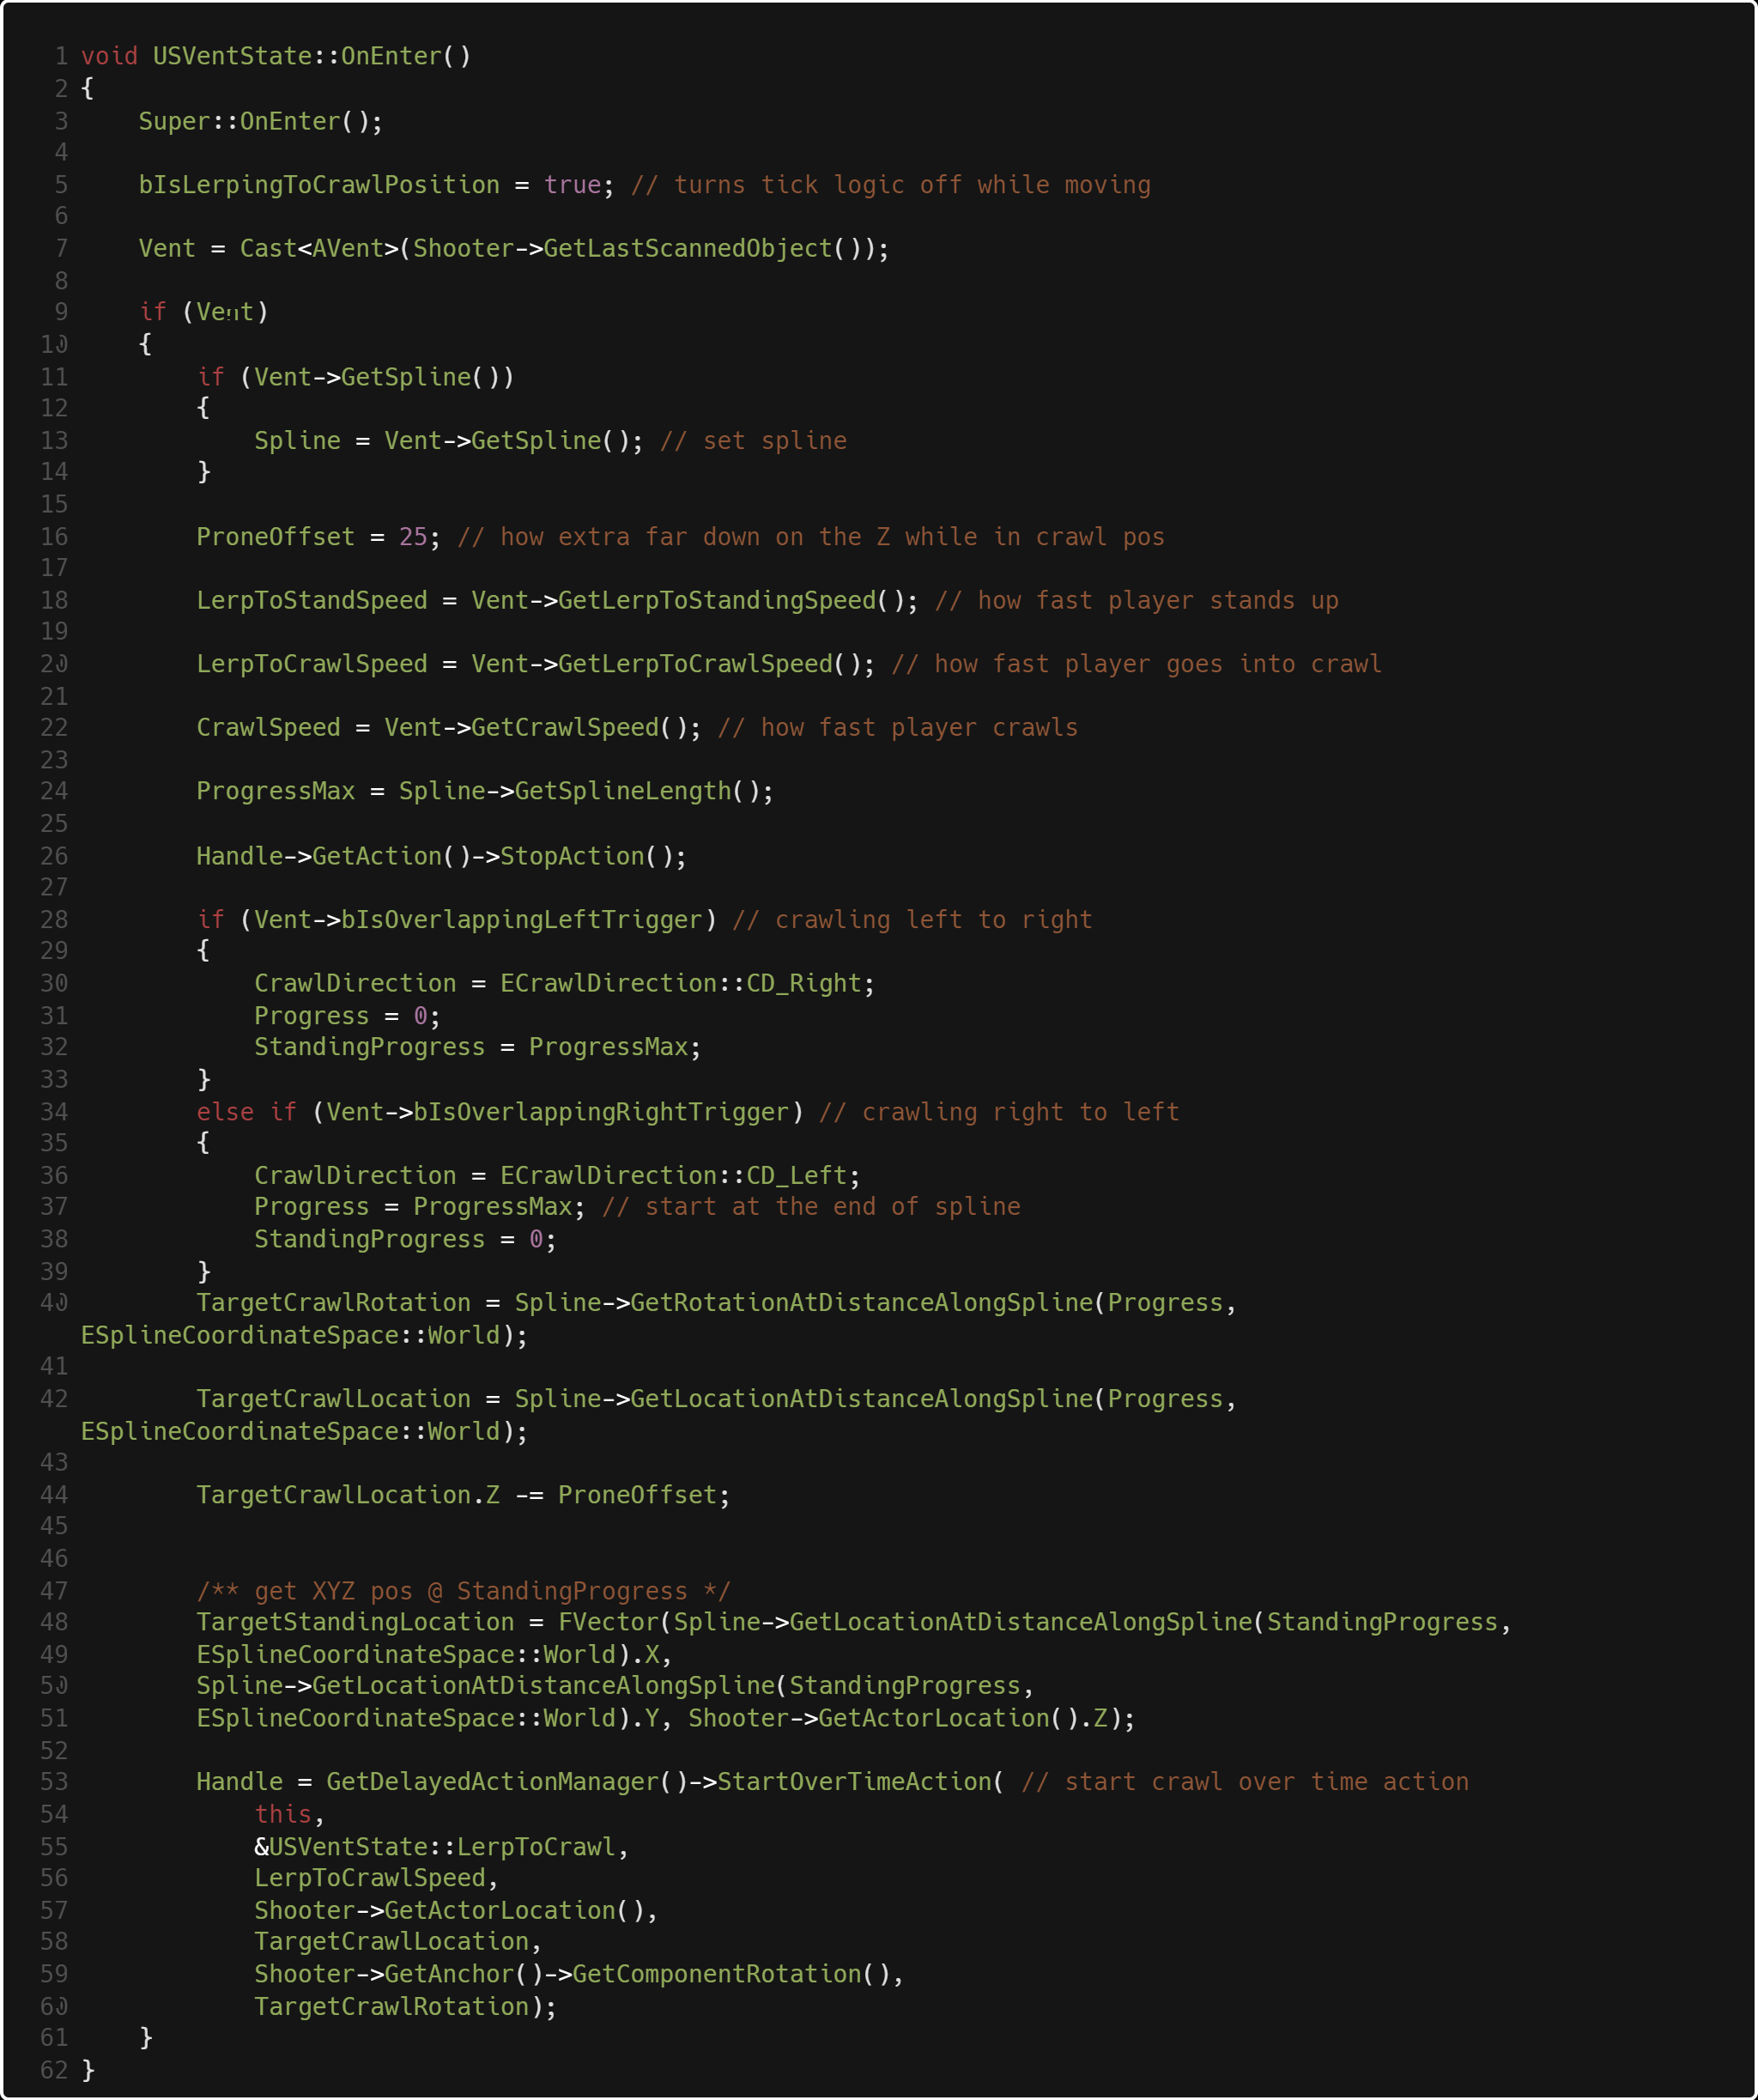 1 void USVentState::OnEnter()
2 {
3     Super::OnEnter();
4
5     bIsLerpingToCrawlPosition = true; // turns tick logic off while moving
6
7     Vent = Cast<AVent>(Shooter->GetLastScannedObject());
8
9     if (Vent)
10     {
11         if (Vent->GetSpline())
12         {
13             Spline = Vent->GetSpline(); // set spline
14         }
15
16         ProneOffset = 25; // how extra far down on the Z while in crawl pos
17
18         LerpToStandSpeed = Vent->GetLerpToStandingSpeed(); // how fast player stands up
19
20         LerpToCrawlSpeed = Vent->GetLerpToCrawlSpeed(); // how fast player goes into crawl
21
22         CrawlSpeed = Vent->GetCrawlSpeed(); // how fast player crawls
23
24         ProgressMax = Spline->GetSplineLength();
25
26         Handle->GetAction()->StopAction();
27
28         if (Vent->bIsOverlappingLeftTrigger) // crawling left to right
29         {
30             CrawlDirection = ECrawlDirection::CD_Right;
31             Progress = 0;
32             StandingProgress = ProgressMax;
33         }
34         else if (Vent->bIsOverlappingRightTrigger) // crawling right to left
35         {
36             CrawlDirection = ECrawlDirection::CD_Left;
37             Progress = ProgressMax; // start at the end of spline
38             StandingProgress = 0;
39         }
40         TargetCrawlRotation = Spline->GetRotationAtDistanceAlongSpline(Progress,
ESplineCoordinateSpace::World);
41
42         TargetCrawlLocation = Spline->GetLocationAtDistanceAlongSpline(Progress,
ESplineCoordinateSpace::World);
43
44         TargetCrawlLocation.Z -= ProneOffset;
45
46
47         /** get XYZ pos @ StandingProgress */
48         TargetStandingLocation = FVector(Spline->GetLocationAtDistanceAlongSpline(StandingProgress,
49         ESplineCoordinateSpace::World).X,
50         Spline->GetLocationAtDistanceAlongSpline(StandingProgress,
51         ESplineCoordinateSpace::World).Y, Shooter->GetActorLocation().Z);
52
53         Handle = GetDelayedActionManager()->StartOverTimeAction( // start crawl over time action
54             this,
55             &USVentState::LerpToCrawl,
56             LerpToCrawlSpeed,
57             Shooter->GetActorLocation(),
58             TargetCrawlLocation,
59             Shooter->GetAnchor()->GetComponentRotation(),
60             TargetCrawlRotation);
61     }
62 }